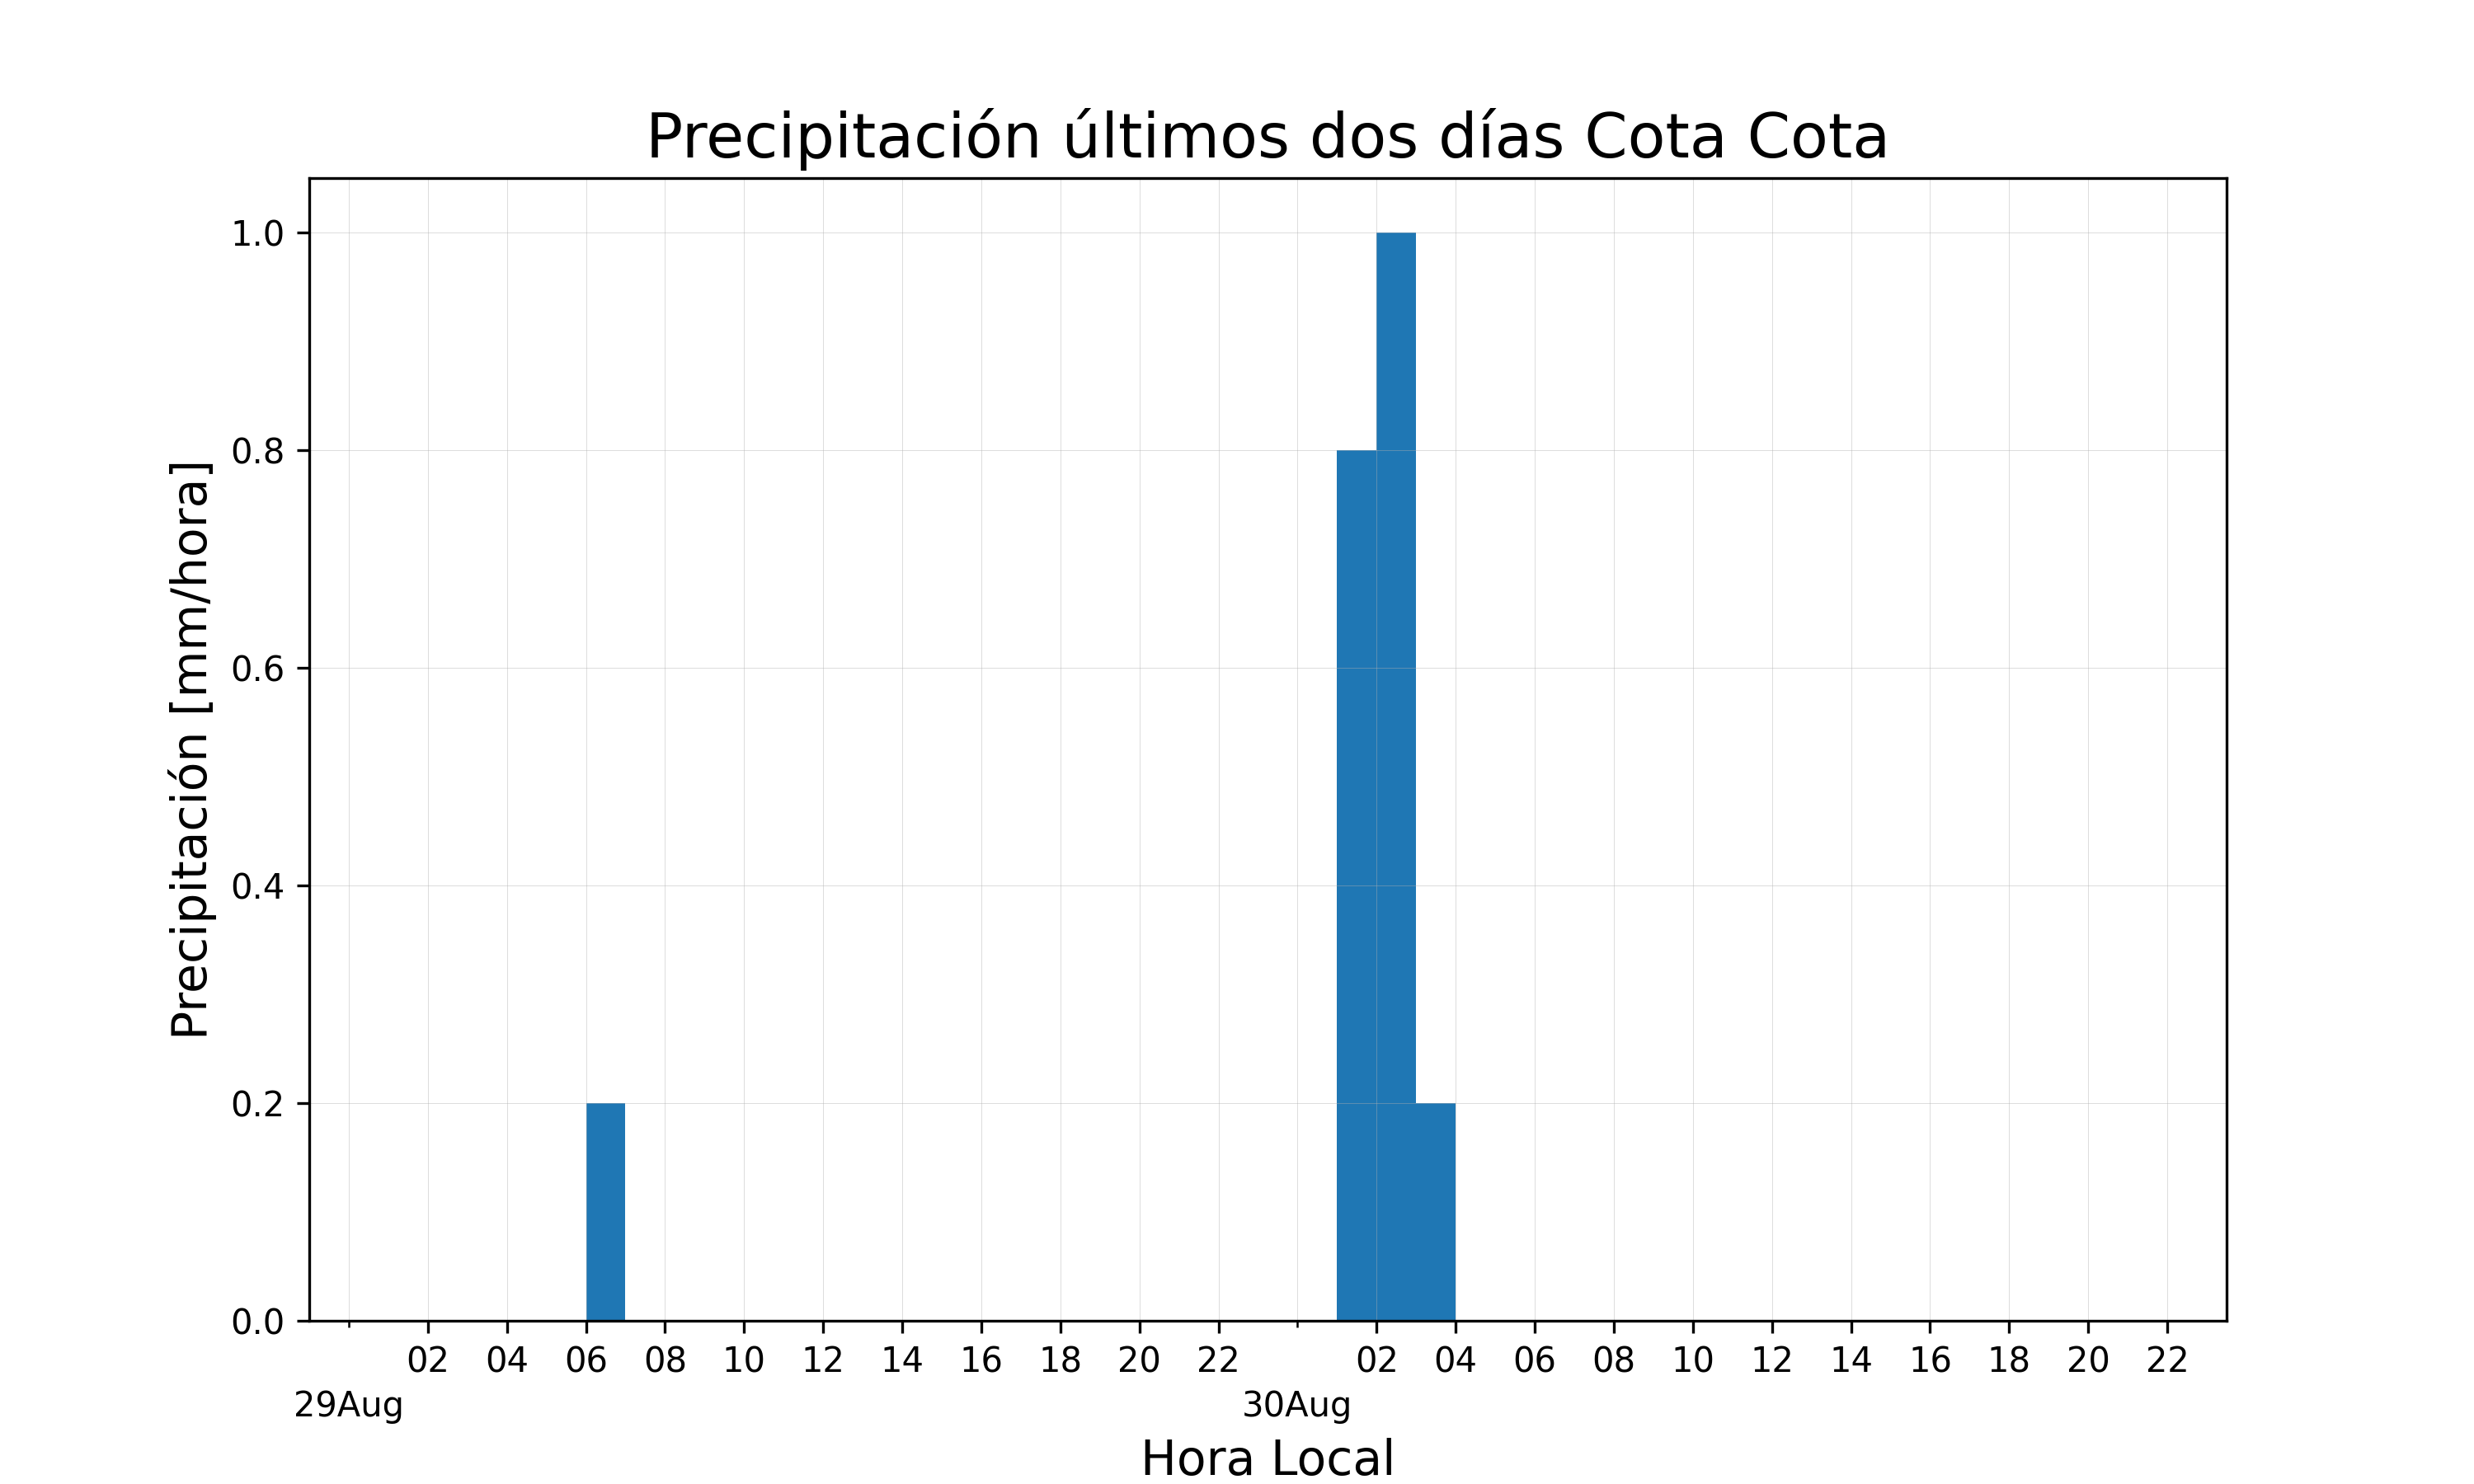 Precipitación últimos dos días Cota Cota
Precipitación [mm/hora]
1.0
0.8
0.6
0.4
0.2
0.0
02 04 06 08 10 12 14 16 18 20 22 02 04 06 08 10 12 14 16 18 20 22
29Aug 30Aug
Hora Local